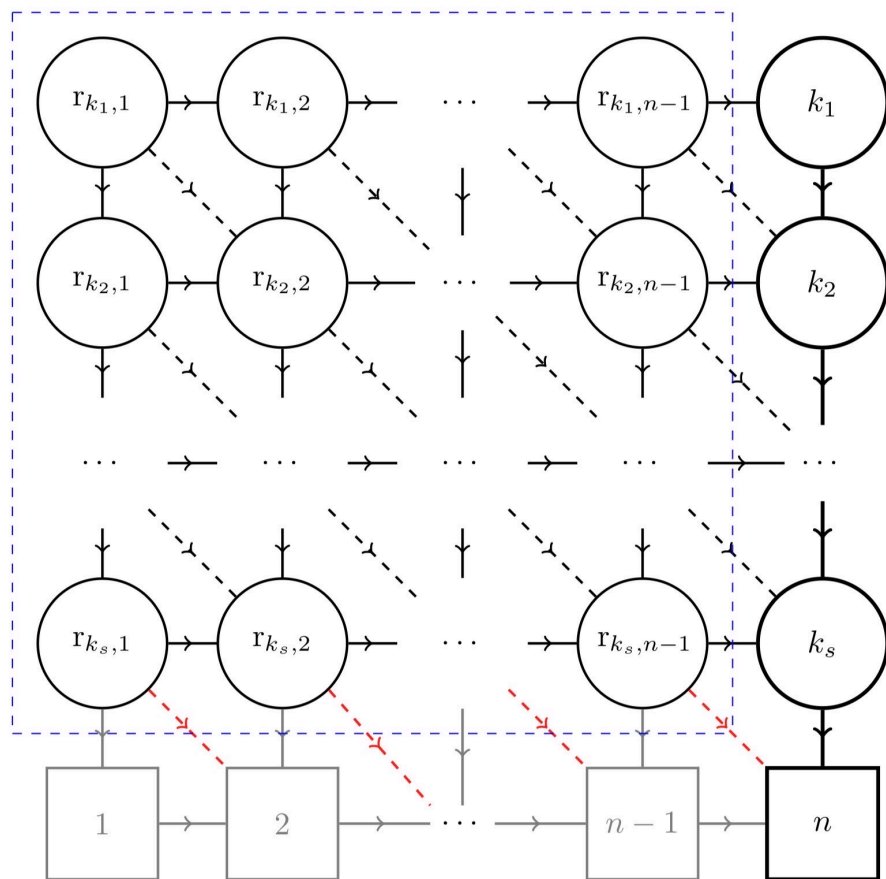 r_{k_1,1} r_{k_1,2} ··· r_{k_1,n−1} k_1
r_{k_2,1} r_{k_2,2} ··· r_{k_2,n−1} k_2
··· ··· ··· ··· ···
r_{k_s,1} r_{k_s,2} ··· r_{k_s,n−1} k_s
1 2 ··· n − 1 n